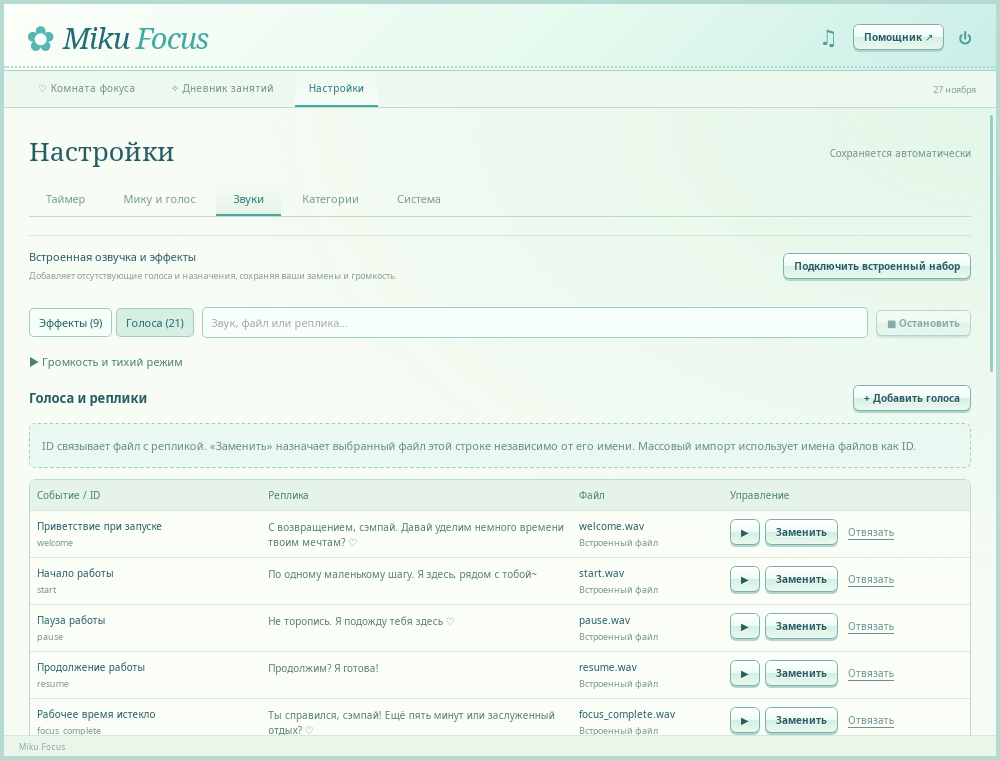 Miku Focus
Помощник ↗
♡ Комната фокуса
✧ Дневник занятий
Настройки
27 ноября
Настройки
Сохраняется автоматически
Таймер
Мику и голос
Звуки
Категории
Система
Встроенная озвучка и эффекты
Добавляет отсутствующие голоса и назначения, сохраняя ваши замены и громкость.
Подключить встроенный набор
Эффекты (9)
Голоса (21)
Звук, файл или реплика...
■ Остановить
▶ Громкость и тихий режим
Голоса и реплики
+ Добавить голоса
ID связывает файл с репликой. «Заменить» назначает выбранный файл этой строке независимо от его имени. Массовый импорт использует имена файлов как ID.
Событие / ID
Реплика
Файл
Управление
Приветствие при запуске
welcome
С возвращением, сэмпай. Давай уделим немного времени
твоим мечтам? ♡
welcome.wav
Встроенный файл
▶
Заменить
Отвязать
Начало работы
start
По одному маленькому шагу. Я здесь, рядом с тобой~
start.wav
Встроенный файл
▶
Заменить
Отвязать
Пауза работы
pause
Не торопись. Я подожду тебя здесь ♡
pause.wav
Встроенный файл
▶
Заменить
Отвязать
Продолжение работы
resume
Продолжим? Я готова!
resume.wav
Встроенный файл
▶
Заменить
Отвязать
Рабочее время истекло
focus_complete
Ты справился, сэмпай! Ещё пять минут или заслуженный
отдых? ♡
focus_complete.wav
Встроенный файл
▶
Заменить
Отвязать
Miku Focus